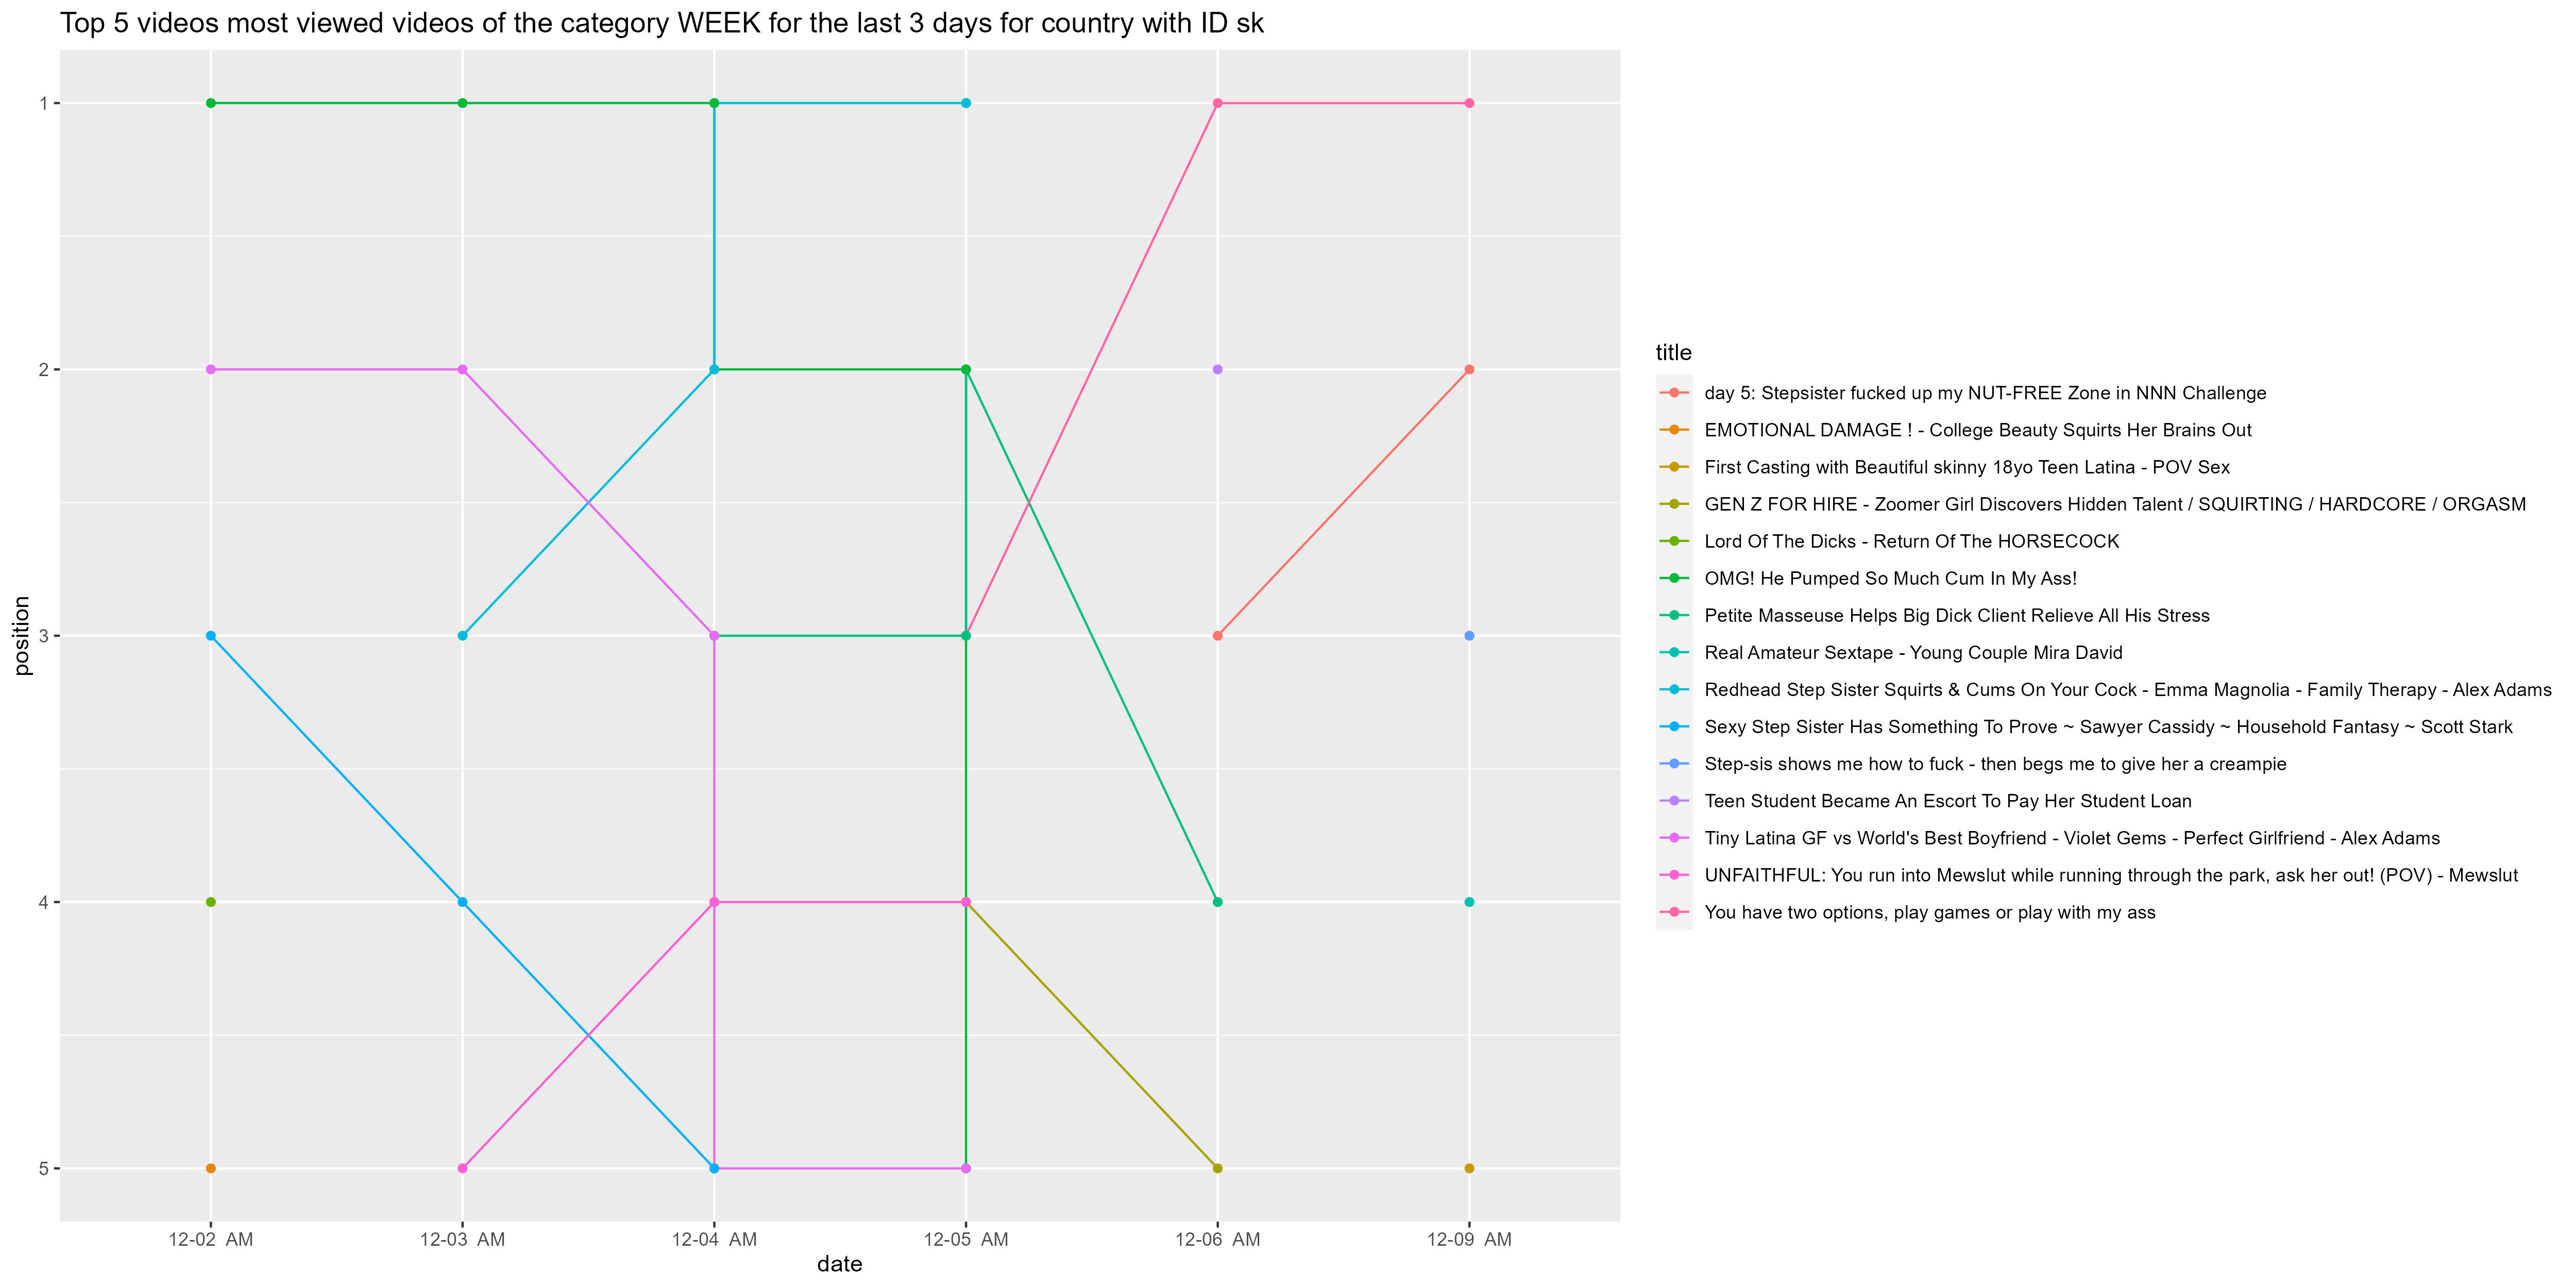 Top 5 videos most viewed videos of the category WEEK for the last 3 days for country with ID sk
position
1
2
3
4
5
12-02 AM
12-03 AM
12-04 AM
12-05 AM
12-06 AM
12-09 AM
date
title
day 5: Stepsister fucked up my NUT-FREE Zone in NNN Challenge
EMOTIONAL DAMAGE ! - College Beauty Squirts Her Brains Out
First Casting with Beautiful skinny 18yo Teen Latina - POV Sex
GEN Z FOR HIRE - Zoomer Girl Discovers Hidden Talent / SQUIRTING / HARDCORE / ORGASM
Lord Of The Dicks - Return Of The HORSECOCK
OMG! He Pumped So Much Cum In My Ass!
Petite Masseuse Helps Big Dick Client Relieve All His Stress
Real Amateur Sextape - Young Couple Mira David
Redhead Step Sister Squirts & Cums On Your Cock - Emma Magnolia - Family Therapy - Alex Adams
Sexy Step Sister Has Something To Prove ~ Sawyer Cassidy ~ Household Fantasy ~ Scott Stark
Step-sis shows me how to fuck - then begs me to give her a creampie
Teen Student Became An Escort To Pay Her Student Loan
Tiny Latina GF vs World's Best Boyfriend - Violet Gems - Perfect Girlfriend - Alex Adams
UNFAITHFUL: You run into Mewslut while running through the park, ask her out! (POV) - Mewslut
You have two options, play games or play with my ass